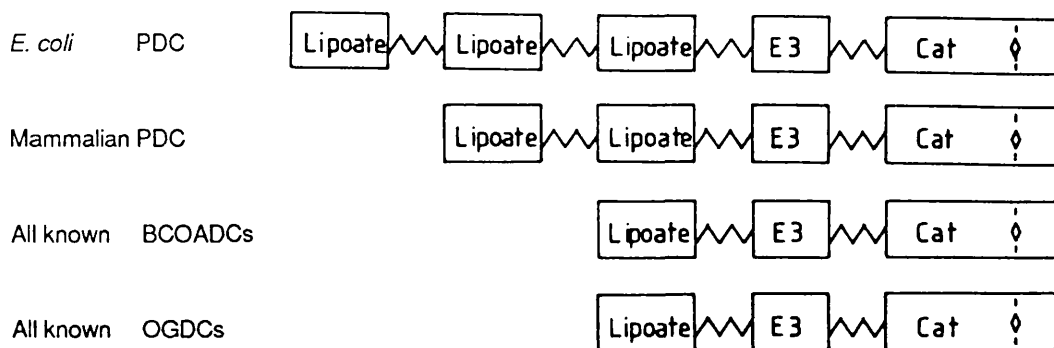 E. coli PDC Lipoate Lipoate Lipoate E3 Cat
Mammalian PDC Lipoate Lipoate E3 Cat
All known BCOADCs Lipoate E3 Cat
All known OGDCs Lipoate E3 Cat